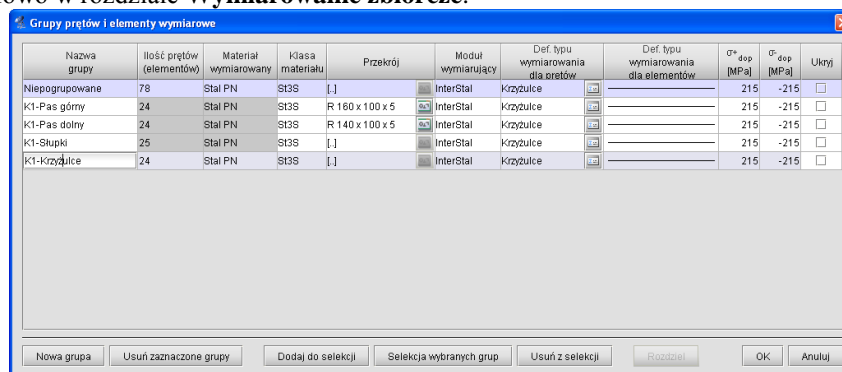 owo w rozdziale Wymiarowanie zbiorcze.
Grupy prętów i elementy wymiarowe
Nazwa grupy Ilość prętów (elementów) Materiał wymiarowany Klasa materiału Przekrój Moduł wymiarujący Def. typu wymiarowania dla prętów Def. typu wymiarowania dla elementów σ+ dop [MPa] σ- dop [MPa] Ukryj
Niepogrupowane 78 Stal PN St3S [.] InterStal Krzyżulce 215 -215
K1-Pas górny 24 Stal PN St3S R 160 x 100 x 5 InterStal Krzyżulce 215 -215
K1-Pas dolny 24 Stal PN St3S R 140 x 100 x 5 InterStal Krzyżulce 215 -215
K1-Słupki 25 Stal PN St3S [.] InterStal Krzyżulce 215 -215
K1-Krzyżulce 24 Stal PN St3S [.] InterStal Krzyżulce 215 -215
Nowa grupa Usuń zaznaczone grupy Dodaj do selekcji Selekcja wybranych grup Usuń z selekcji Rozdziel OK Anuluj